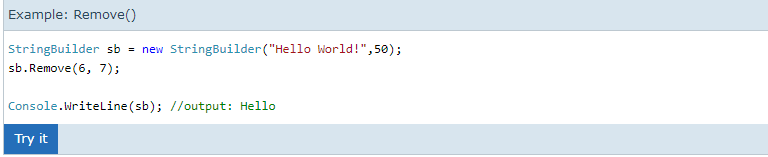 Example: Remove()
StringBuilder sb = new StringBuilder("Hello World!",50);
sb.Remove(6, 7);
Console.WriteLine(sb); //output: Hello
Try it